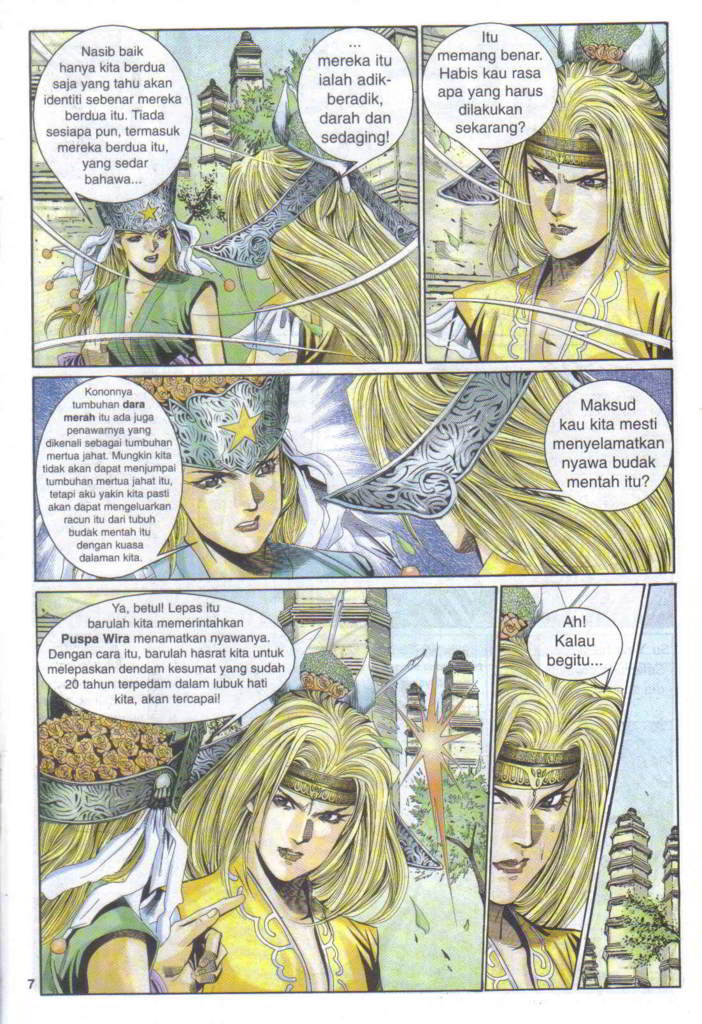 Nasib baik
hanya kita berdua
saja yang tahu akan
identiti sebenar mereka
berdua itu. Tiada
sesiapa pun, termasuk
mereka berdua itu,
yang sedar
bahawa...
...
mereka itu
ialah adik-
beradik,
darah dan
sedaging!
Itu
memang benar.
Habis kau rasa
apa yang harus
dilakukan
sekarang?
Kononnya
tumbuhan dara
merah itu ada juga
penawarnya yang
dikenali sebagai tumbuhan
mertua jahat. Mungkin kita
tidak akan dapat menjumpai
tumbuhan mertua jahat itu,
tetapi aku yakin kita pasti
akan dapat mengeluarkan
racun itu dari tubuh
budak mentah itu
dengan kuasa
dalaman kita.
Maksud
kau kita mesti
menyelamatkan
nyawa budak
mentah itu?
Ya, betul! Lepas itu
barulah kita memerintahkan
Puspa Wira menamatkan nyawanya.
Dengan cara itu, barulah hasrat kita untuk
melepaskan dendam kesumat yang sudah
20 tahun terpedam dalam lubuk hati
kita, akan tercapai!
Ah!
Kalau
begitu...
7